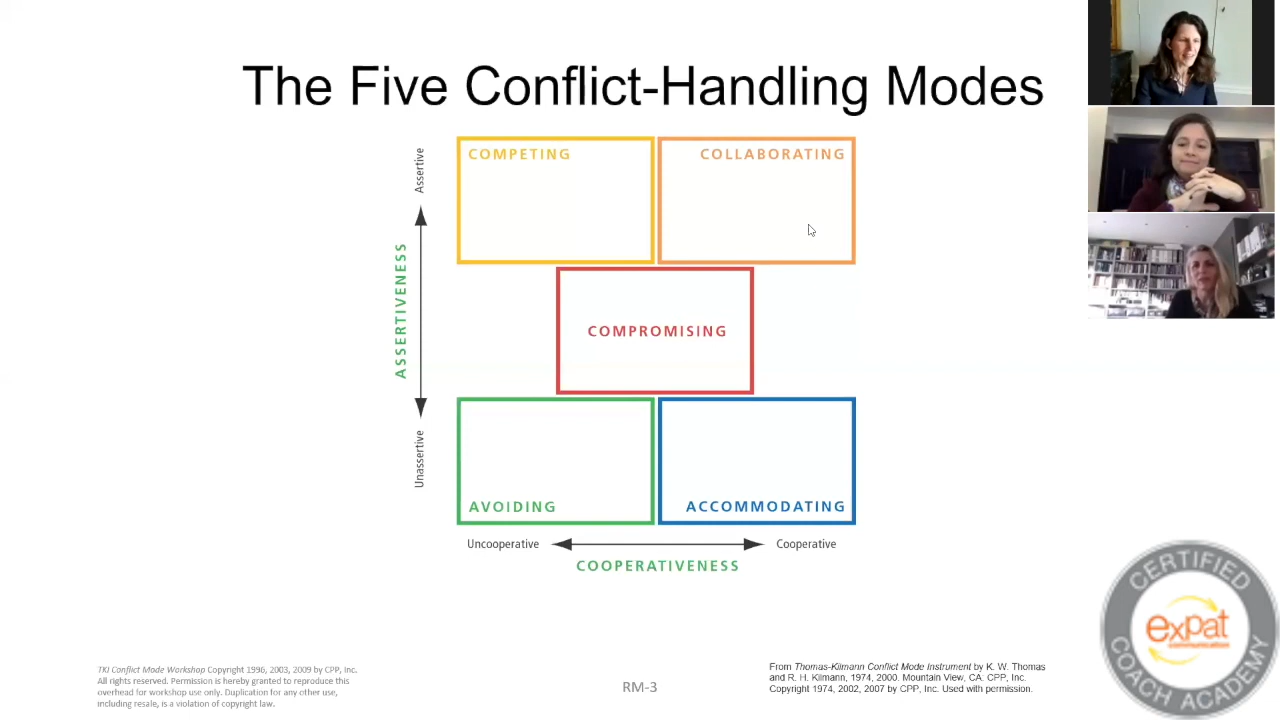 The Five Conflict-Handling Modes
COMPETING
COLLABORATING
Assertive
ASSERTIVENESS
COMPROMISING
Unassertive
AVOIDING
ACCOMMODATING
Uncooperative
Cooperative
COOPERATIVENESS
TKI Conflict Mode Workshop Copyright 1996, 2003, 2009 by CPP, Inc.
All rights reserved. Permission is hereby granted to reproduce this
overhead for workshop use only. Duplication for any other use,
including resale, is a violation of copyright law.
RM-3
From Thomas-Kilmann Conflict Mode Instrument by K. W. Thomas
and R. H. Kilmann, 1974, 2000. Mountain View, CA: CPP, Inc.
Copyright 1974, 2002, 2007 by CPP, Inc. Used with permission.
CERTIFIED
expat
communication
COACH ACADEMY